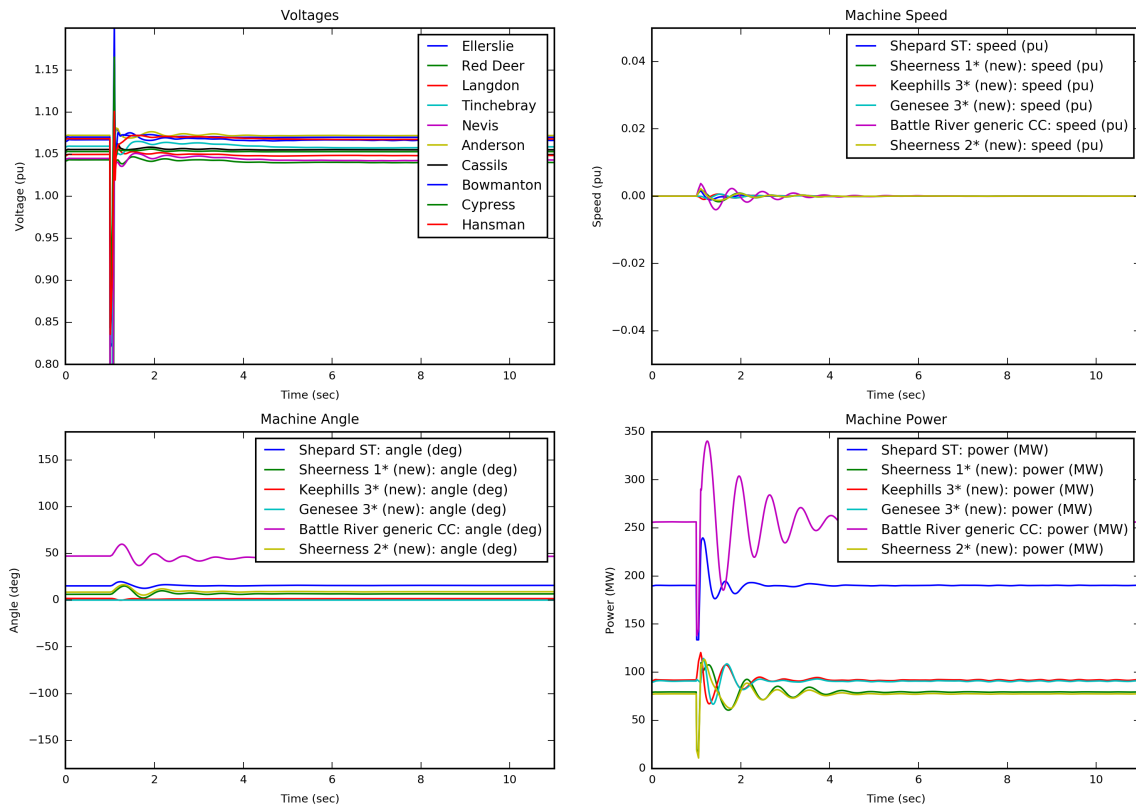 Voltages
1.15
1.10
1.05
1.00
0.95
0.90
0.85
0.80
Voltage (pu)
0
2
4
6
8
10
Time (sec)
Ellerslie
Red Deer
Langdon
Tinchebray
Nevis
Anderson
Cassils
Bowmanton
Cypress
Hansman
Machine Speed
0.04
0.02
0.00
−0.02
−0.04
Speed (pu)
0
2
4
6
8
10
Time (sec)
Shepard ST: speed (pu)
Sheerness 1* (new): speed (pu)
Keephills 3* (new): speed (pu)
Genesee 3* (new): speed (pu)
Battle River generic CC: speed (pu)
Sheerness 2* (new): speed (pu)
Machine Angle
150
100
50
0
−50
−100
−150
Angle (deg)
0
2
4
6
8
10
Time (sec)
Shepard ST: angle (deg)
Sheerness 1* (new): angle (deg)
Keephills 3* (new): angle (deg)
Genesee 3* (new): angle (deg)
Battle River generic CC: angle (deg)
Sheerness 2* (new): angle (deg)
Machine Power
350
300
250
200
150
100
50
0
Power (MW)
0
2
4
6
8
10
Time (sec)
Shepard ST: power (MW)
Sheerness 1* (new): power (MW)
Keephills 3* (new): power (MW)
Genesee 3* (new): power (MW)
Battle River generic CC: power (MW)
Sheerness 2* (new): power (MW)